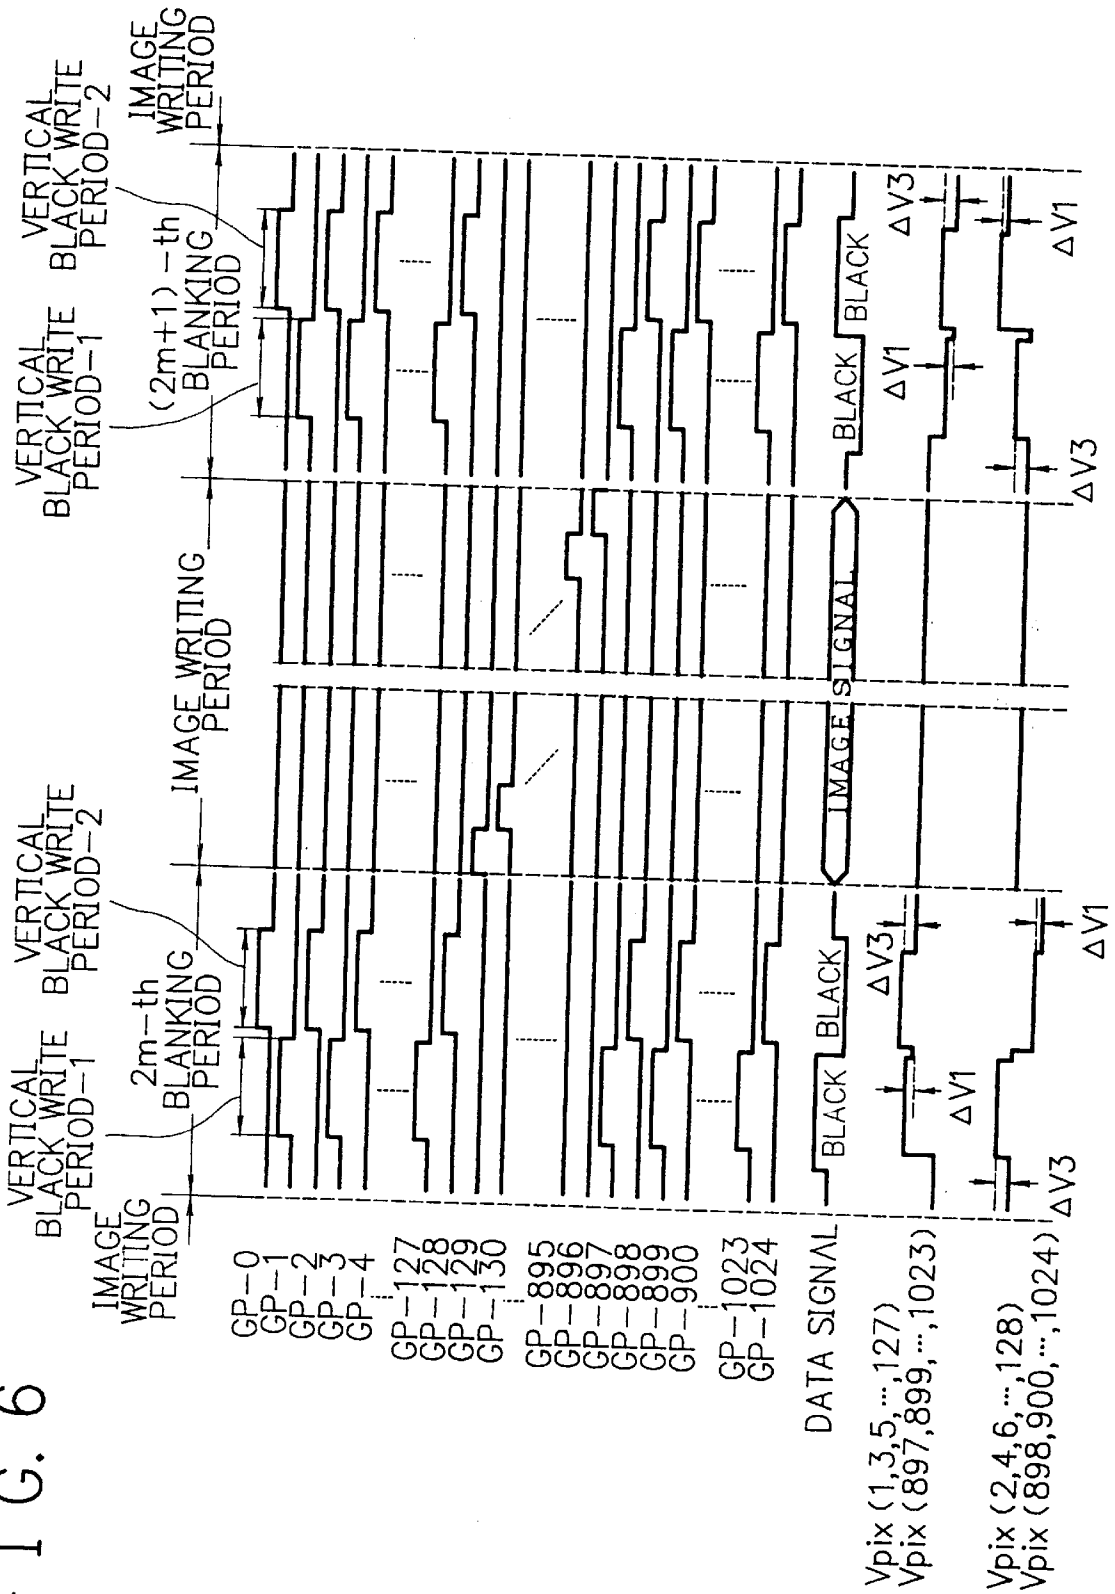 FIG. 6
IMAGE
WRITING
PERIOD
VERTICAL
BLACK WRITE
PERIOD-1
2m-th
BLANKING
PERIOD
VERTICAL
BLACK WRITE
PERIOD-2
IMAGE WRITING
PERIOD
VERTICAL
BLACK WRITE
PERIOD-1
(2m+1)-th
BLANKING
PERIOD
VERTICAL
BLACK WRITE
PERIOD-2
IMAGE
WRITING
PERIOD
GP-0
GP-1
GP-2
GP-3
GP-4
GP-127
GP-128
GP-129
GP-130
GP-895
GP-896
GP-897
GP-898
GP-899
GP-900
GP-1023
GP-1024
DATA SIGNAL
BLACK
BLACK
IMAGE SIGNAL
BLACK
BLACK
Vpix (1,3,5,…,127)
Vpix (897,899,…,1023)
ΔV1
ΔV3
ΔV1
ΔV3
Vpix (2,4,6,…,128)
Vpix (898,900,…,1024)
ΔV3
ΔV1
ΔV3
ΔV1